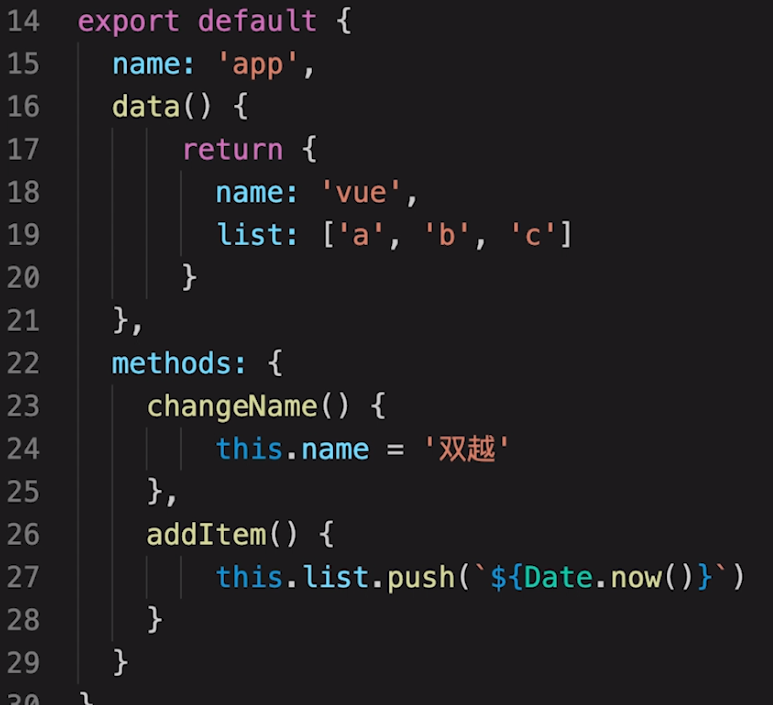 14 export default {
15 name: 'app',
16 data() {
17 return {
18 name: 'vue',
19 list: ['a', 'b', 'c']
20 }
21 },
22 methods: {
23 changeName() {
24 this.name = '双越'
25 },
26 addItem() {
27 this.list.push(`${Date.now()}`)
28 }
29 }
30 }